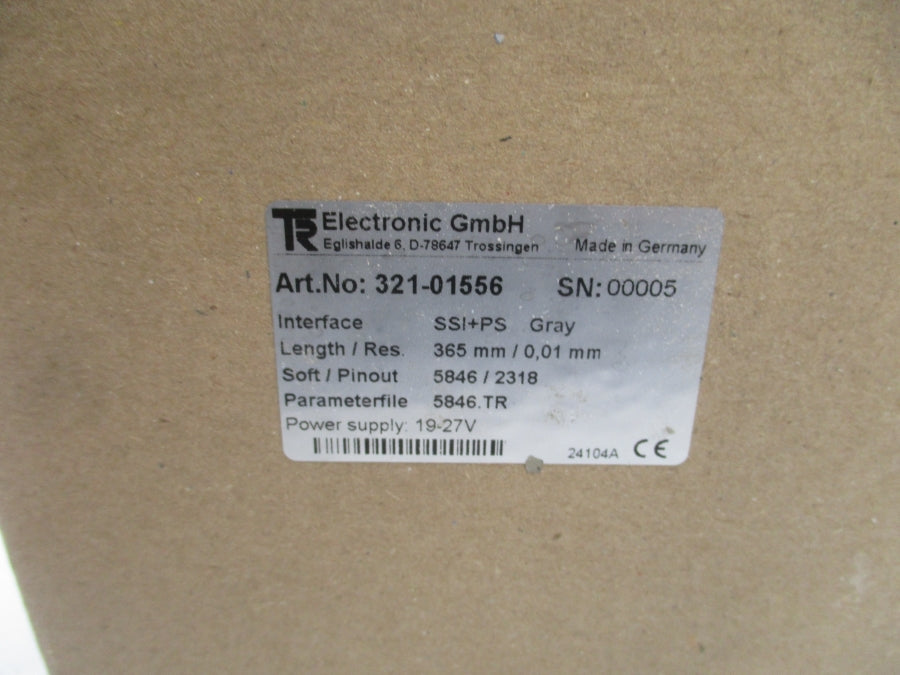 TR Electronic GmbH
Eglishalde 6, D-78647 Trossingen Made in Germany
Art.No: 321-01556 SN: 00005
Interface SSI+PS Gray
Length / Res. 365 mm / 0,01 mm
Soft / Pinout 5846 / 2318
Parameterfile 5846.TR
Power supply: 19-27V
24104A CE